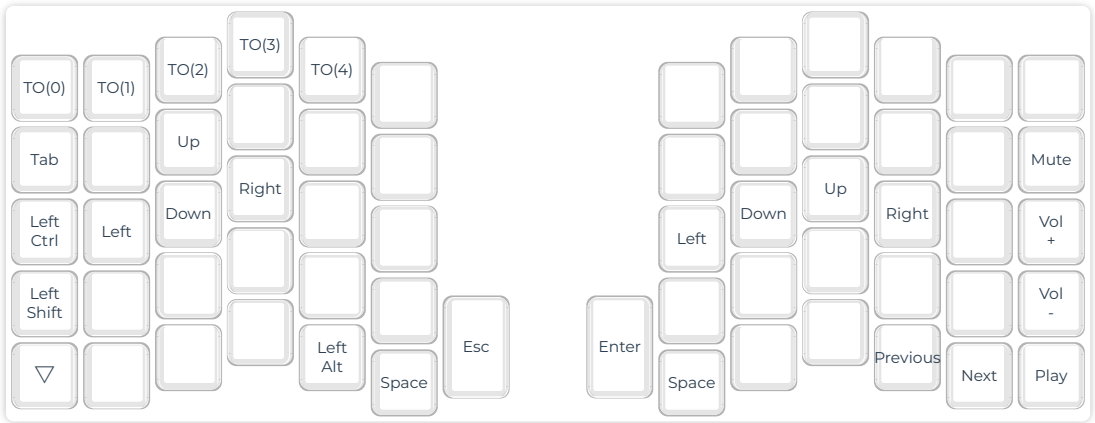 TO(0) TO(1) TO(2) TO(3) TO(4)
Tab Up Mute
Left
Ctrl Left Down Right Left Down Up Right Vol
+
Left
Shift Vol
-
▽ Left
Alt Space Esc Enter Space Previous Next Play